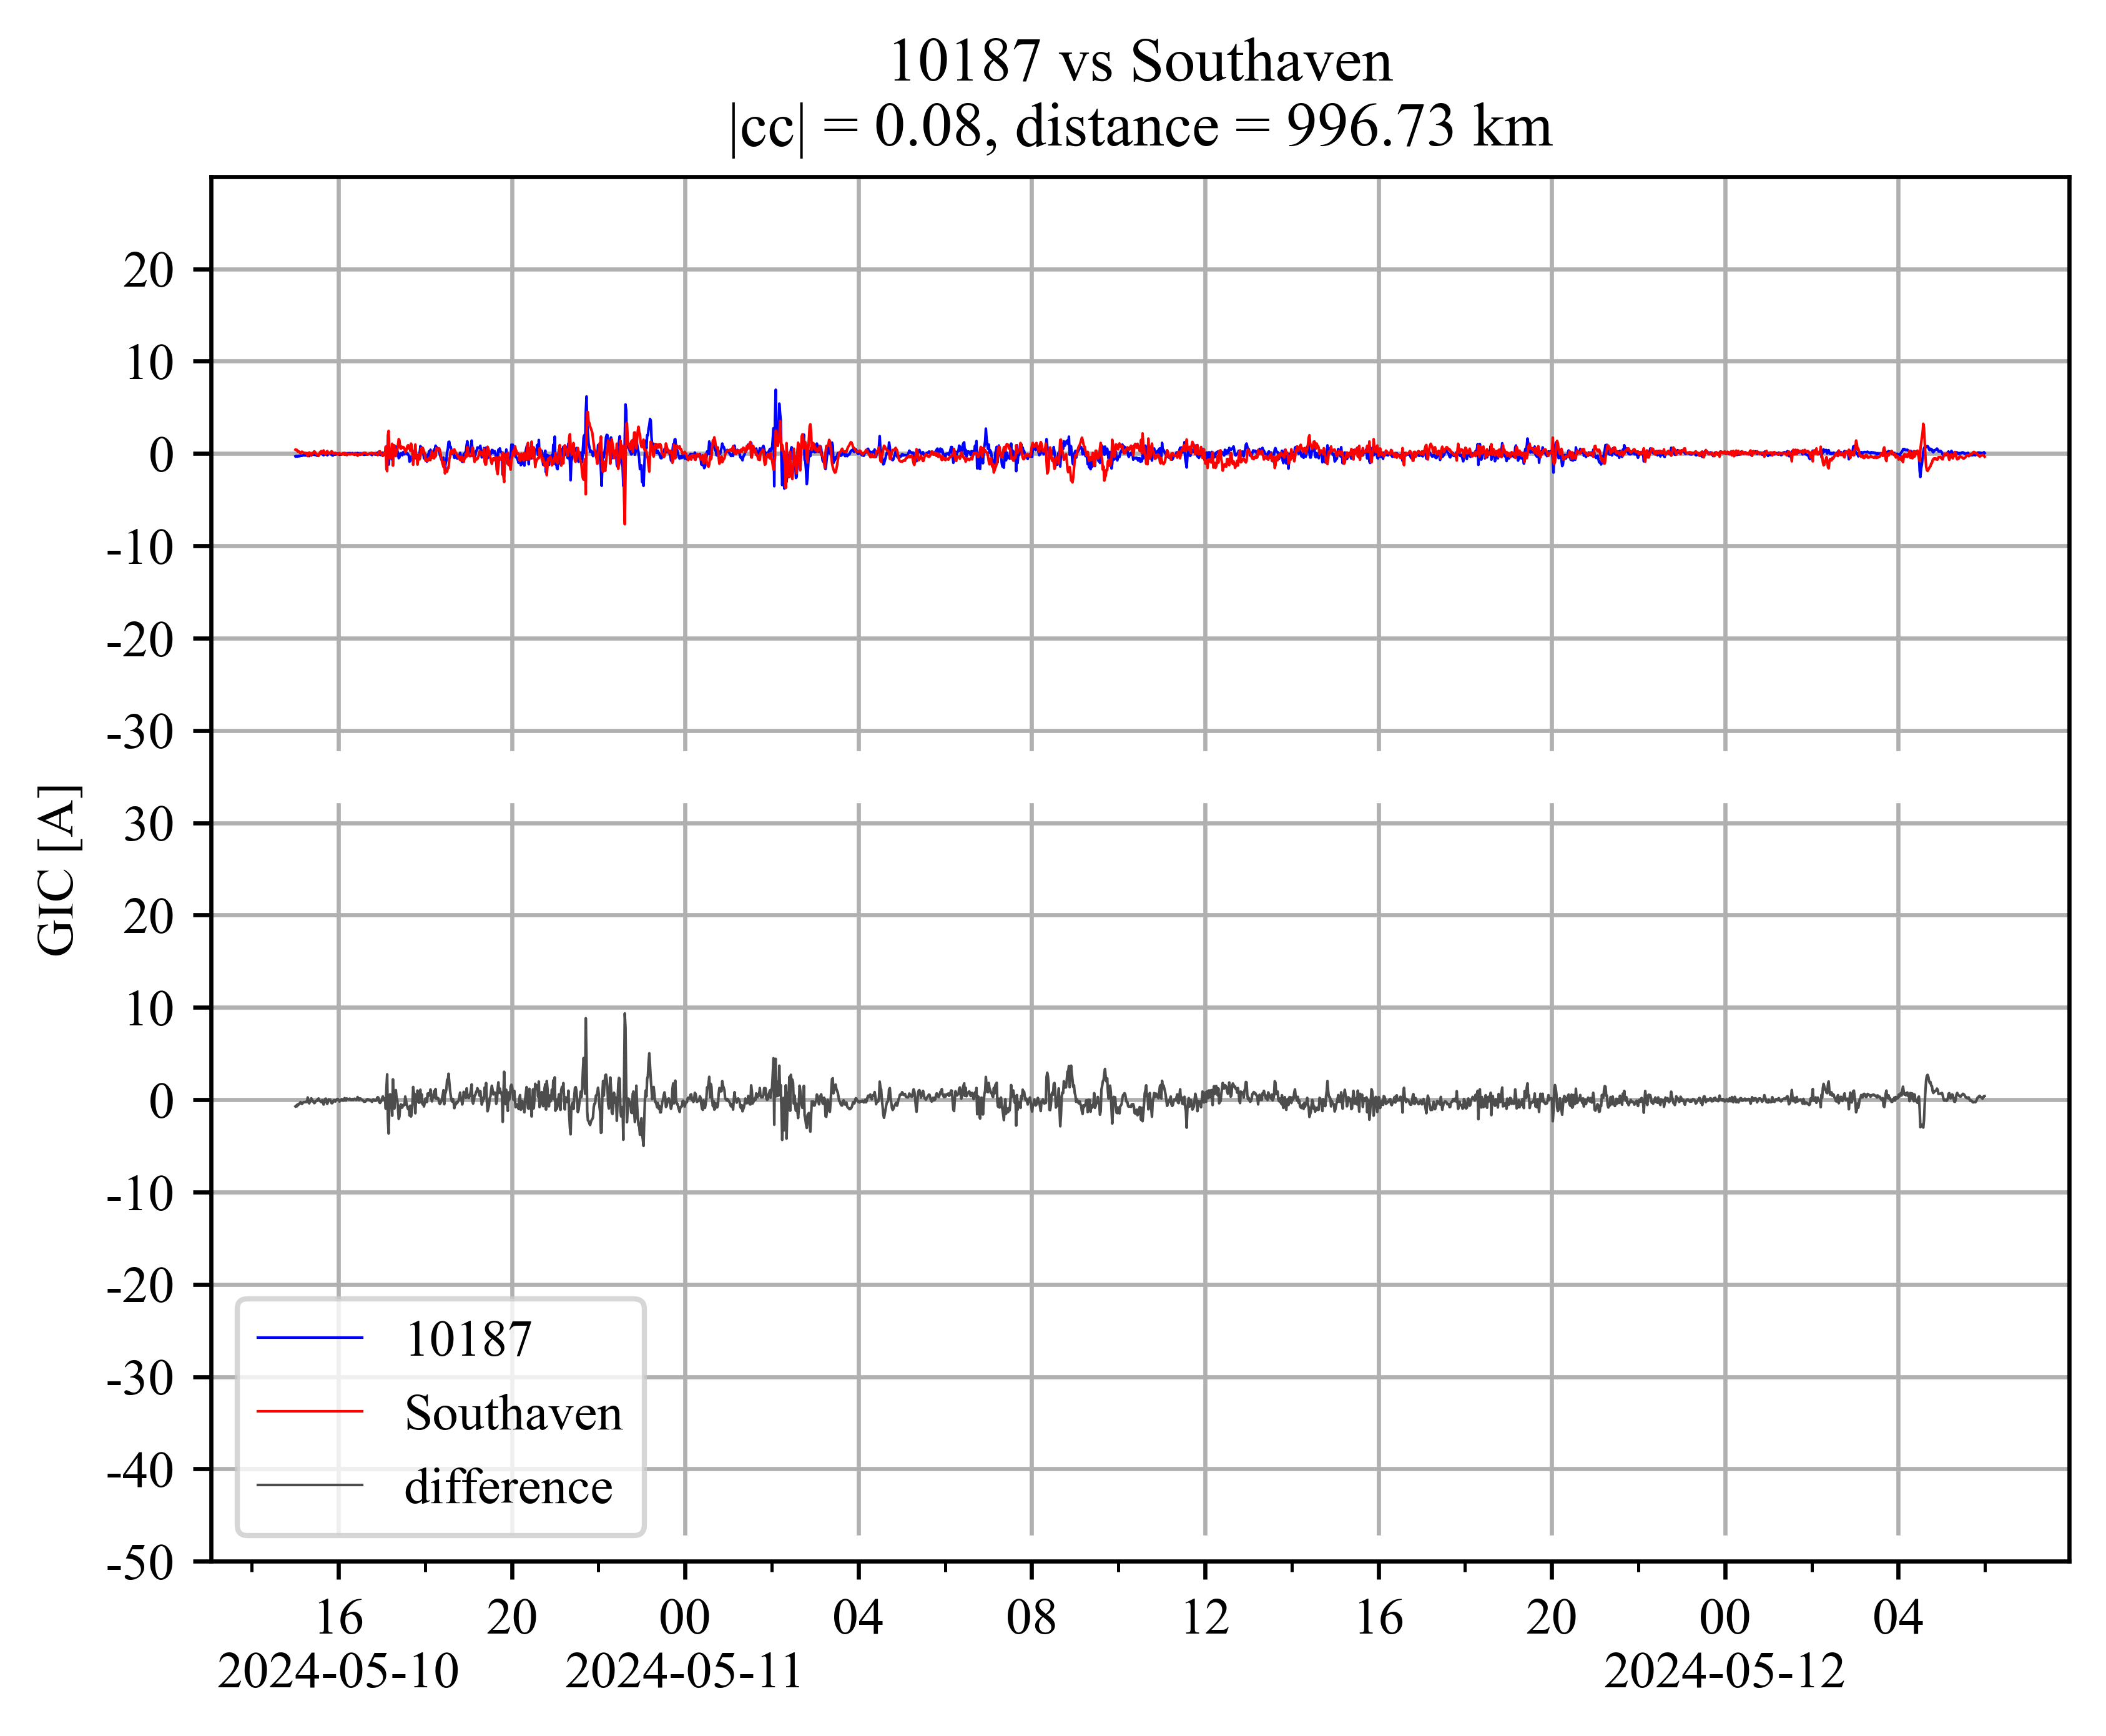 10187 vs Southaven
|cc| = 0.08, distance = 996.73 km
GIC [A]
20
10
0
-10
-20
-30
30
20
10
0
-10
-20
-30
-40
-50
10187
Southaven
difference
16 20 00 04 08 12 16 20 00 04
2024-05-10 2024-05-11 2024-05-12